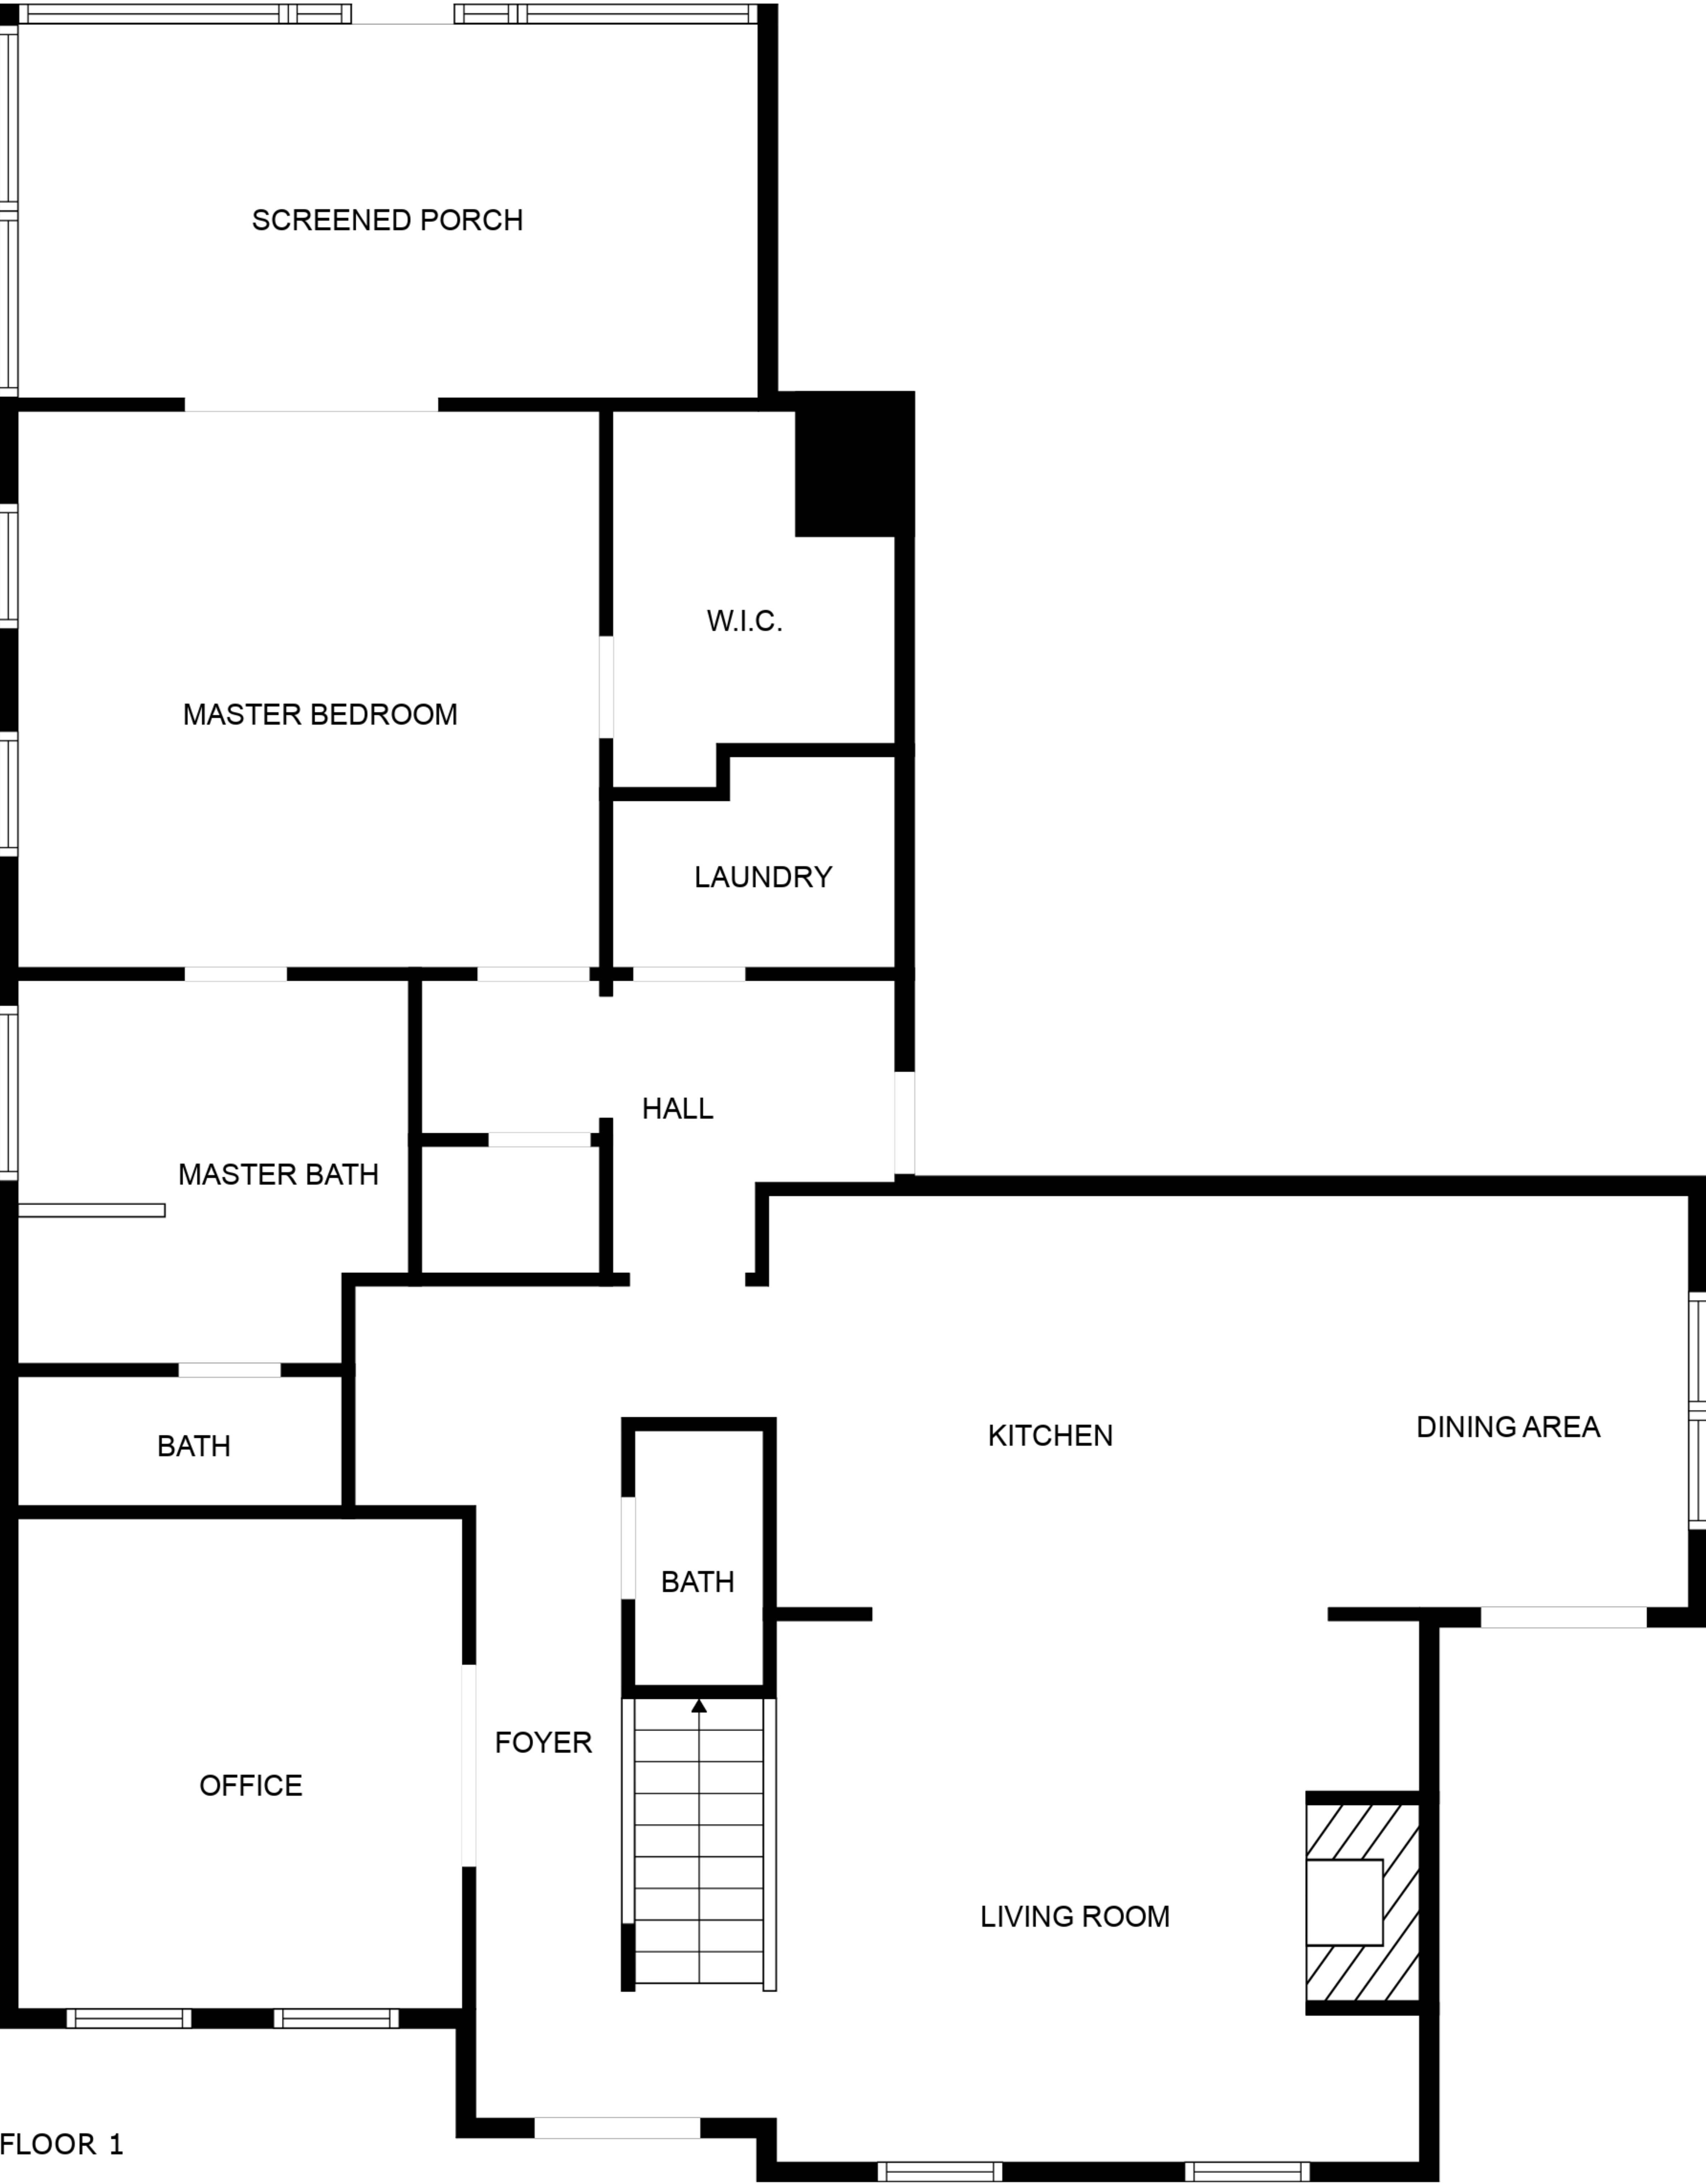 SCREENED PORCH
W.I.C.
MASTER BEDROOM
LAUNDRY
HALL
MASTER BATH
KITCHEN
DINING AREA
BATH
BATH
FOYER
OFFICE
LIVING ROOM
FLOOR 1